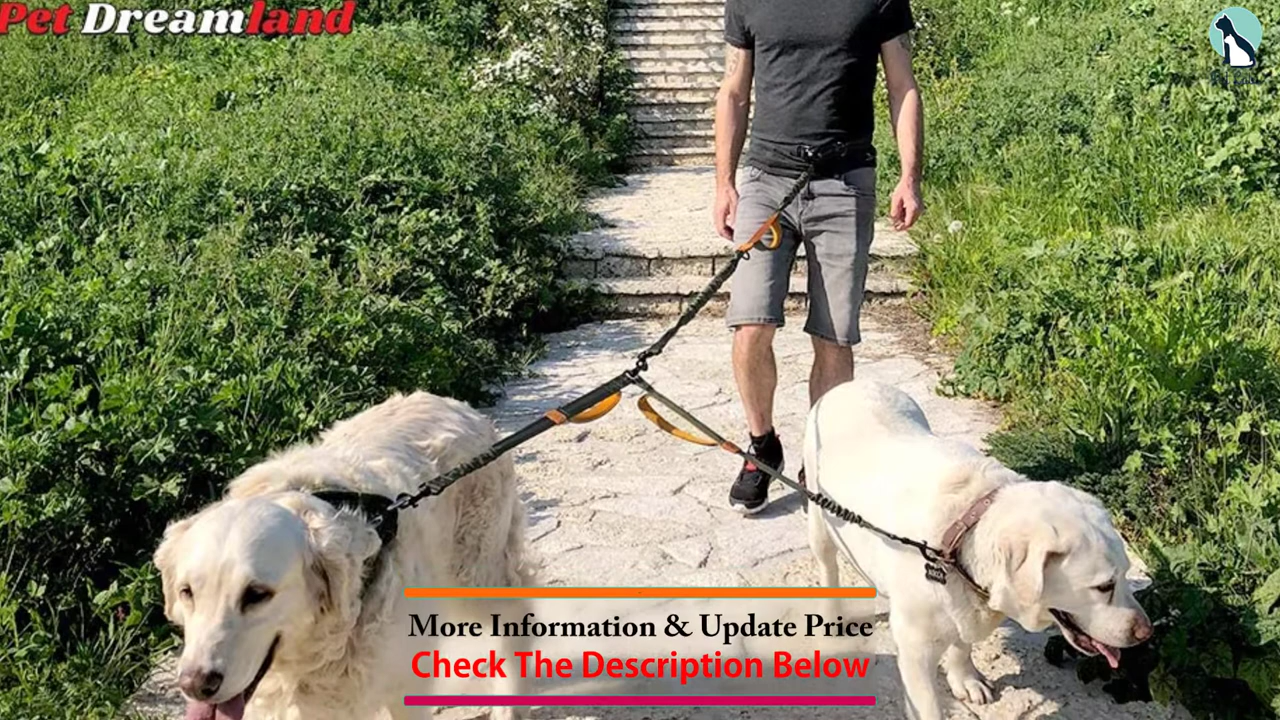 Pet Dreamland
More Information & Update Price
Check The Description Below